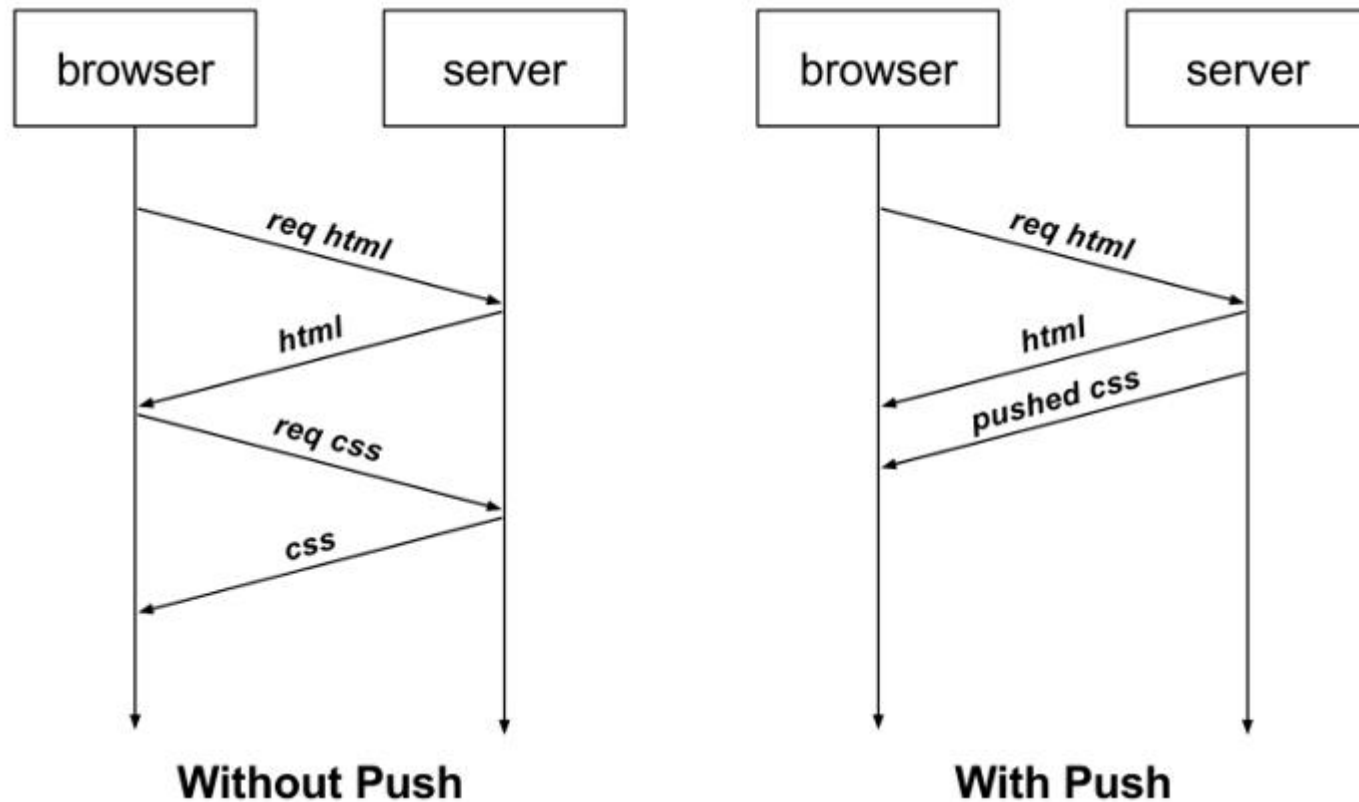 browser
server
req html
html
req css
css
Without Push
browser
server
req html
html
pushed css
With Push